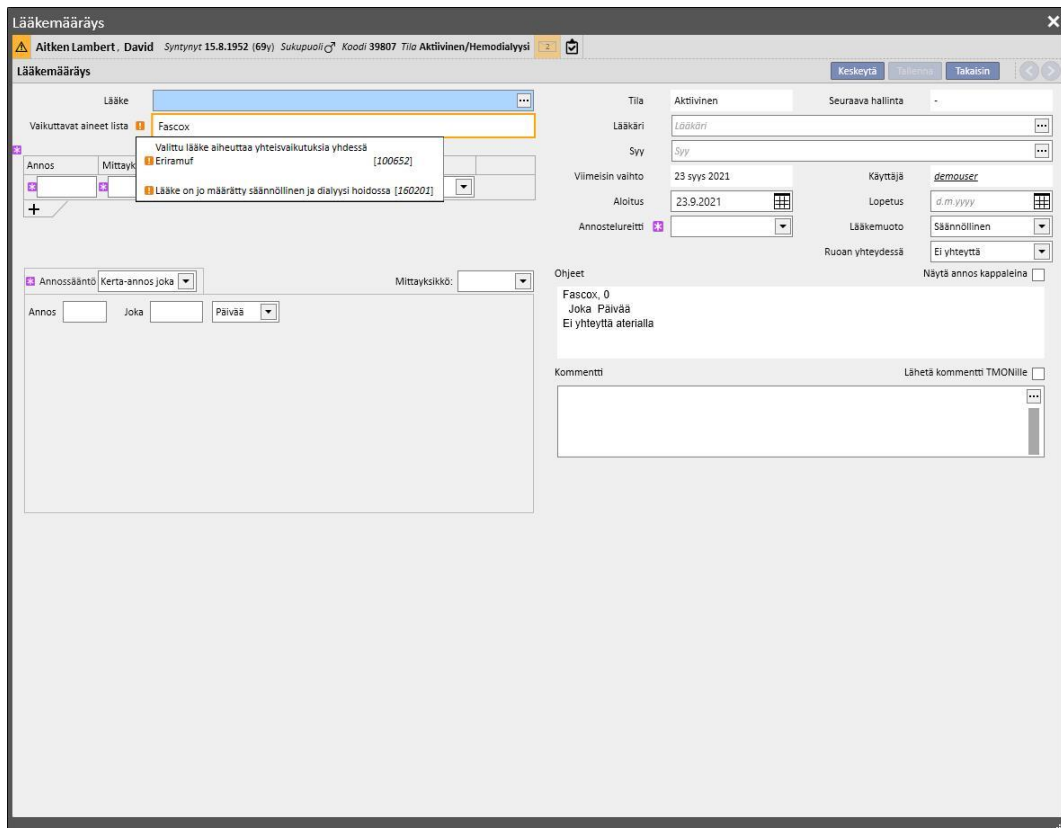 Lääkemääräys
Aitken Lambert, David Syntynyt 15.8.1952 (69y) Sukupuoli♂ Koodi 39807 Tila Aktiivinen/Hemodialyysi 2
Lääkemääräys Keskeytä Tallenna Takaisin
Lääke
Vaikuttavat aineet lista Fascox
Valittu lääke aiheuttaa yhteisvaikutuksia yhdessä
Eriramuf [100652]
Lääke on jo määrätty säännöllinen ja dialyysi hoidossa [160201]
Annos Mittayk
+
Tila Aktiivinen Seuraava hallinta -
Lääkäri Lääkäri
Syy Syy
Viimeisin vaihto 23 syys 2021 Käyttäjä demouser
Aloitus 23.9.2021 Lopetus d.m.yyyy
Annostelureitti Lääkemuoto Säännöllinen
Ruoan yhteydessä Ei yhteyttä
Annossääntö Kerta-annos joka Mittayksikkö:
Annos Joka Päivää
Ohjeet Näytä annos kappaleina
Fascox, 0
Joka Päivää
Ei yhteyttä aterialla
Kommentti Lähetä kommentti TMONille